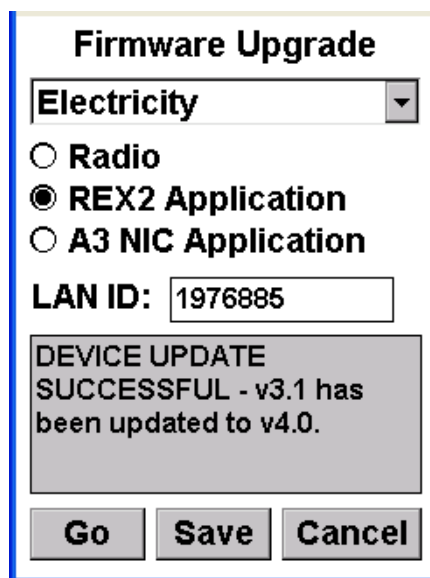 Firmware Upgrade
Electricity
Radio
REX2 Application
A3 NIC Application
LAN ID: 1976885
DEVICE UPDATE
SUCCESSFUL - v3.1 has
been updated to v4.0.
Go Save Cancel